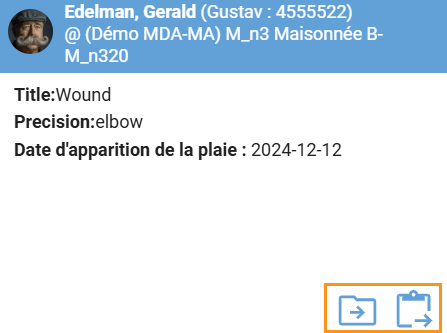 Edelman, Gerald (Gustav : 4555522)
@ (Démo MDA-MA) M_n3 Maisonnée B-
M_n320
Title:Wound
Precision:elbow
Date d'apparition de la plaie : 2024-12-12